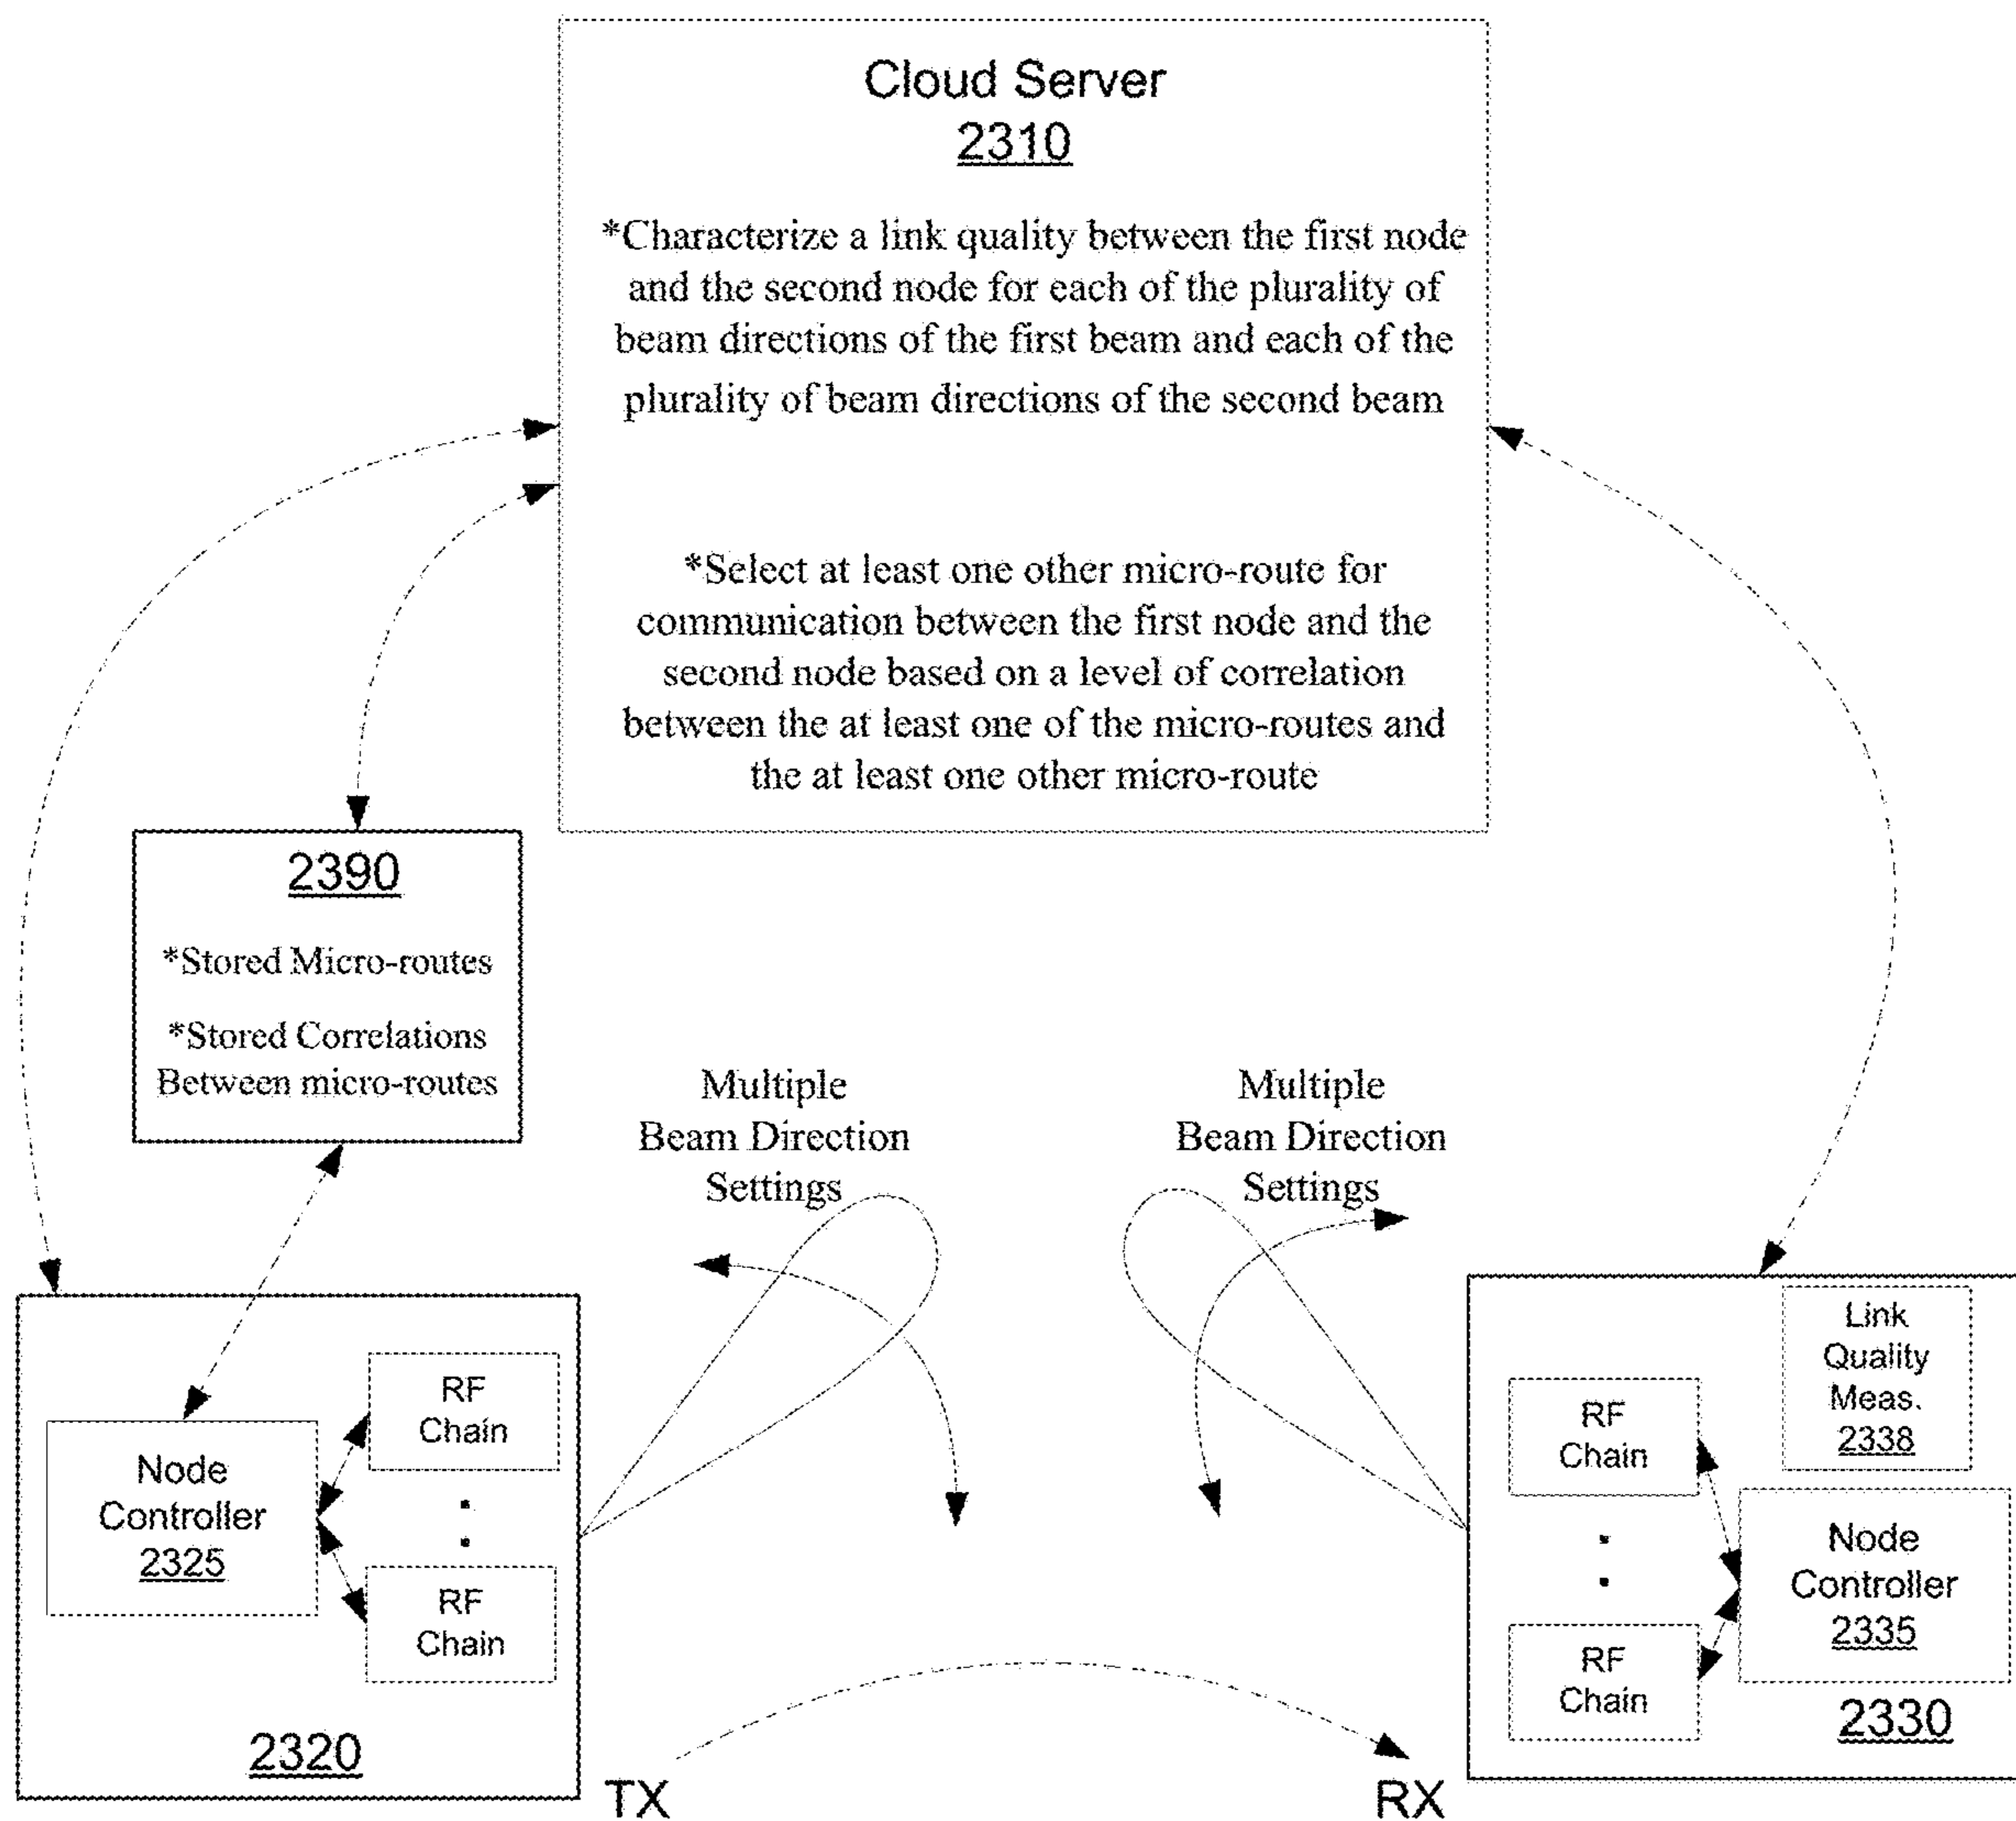 Cloud Server
2310
*Characterize a link quality between the first node
and the second node for each of the plurality of
beam directions of the first beam and each of the
plurality of beam directions of the second beam
*Select at least one other micro-route for
communication between the first node and the
second node based on a level of correlation
between the at least one of the micro-routes and
the at least one other micro-route
2390
*Stored Micro-routes
*Stored Correlations
Between micro-routes
Multiple
Beam Direction
Settings
Multiple
Beam Direction
Settings
Node
Controller
2325
RF
Chain
RF
Chain
2320
Link
Quality
Meas.
2338
RF
Chain
Node
Controller
2335
RF
Chain
2330
TX
RX